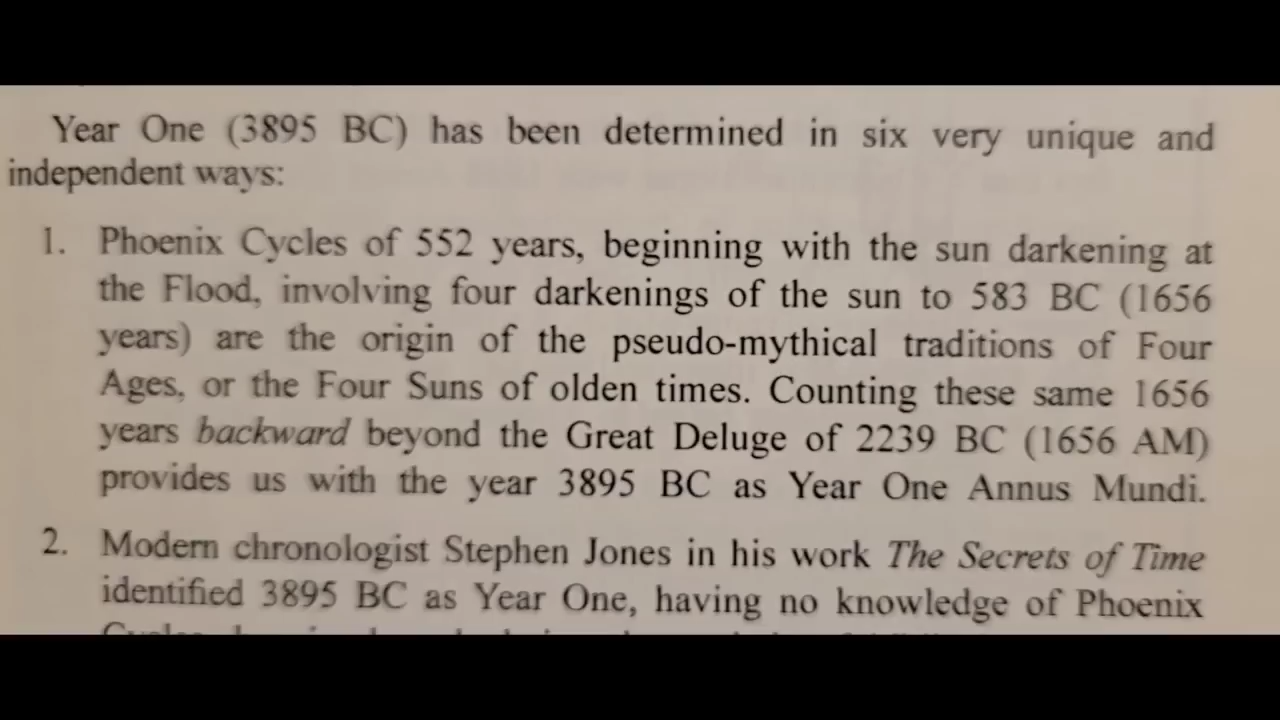 Year One (3895 BC) has been determined in six very unique and
independent ways:
1. Phoenix Cycles of 552 years, beginning with the sun darkening at
the Flood, involving four darkenings of the sun to 583 BC (1656
years) are the origin of the pseudo-mythical traditions of Four
Ages, or the Four Suns of olden times. Counting these same 1656
years backward beyond the Great Deluge of 2239 BC (1656 AM)
provides us with the year 3895 BC as Year One Annus Mundi.
2. Modern chronologist Stephen Jones in his work The Secrets of Time
identified 3895 BC as Year One, having no knowledge of Phoenix